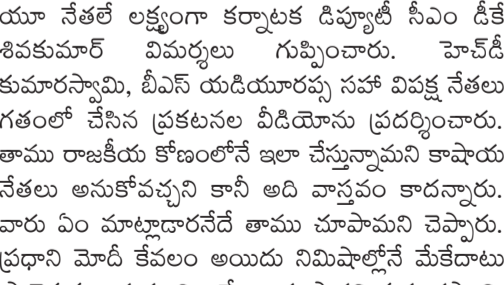 యూ నేతలే లక్ష్యంగా కర్నాటక డిప్యూటీ సీఎం డీకే
శివకుమార్ విమర్శలు గుప్పించారు. హెచ్‌డీ
కుమారస్వామి, బీఎస్ యడియూరప్ప సహా విపక్ష నేతలు
గతంలో చేసిన ప్రకటనల వీడియోను ప్రదర్శించారు.
తాము రాజకీయ కోణంలోనే ఇలా చేస్తున్నామని కాషాయ
నేతలు అనుకోవచ్చని కానీ అది వాస్తవం కాదన్నారు.
వారు ఏం మాట్లాడారనేదే తాము చూపామని చెప్పారు.
ప్రధాని మోదీ కేవలం అయిదు నిమిషాల్లోనే మేకేదాటు